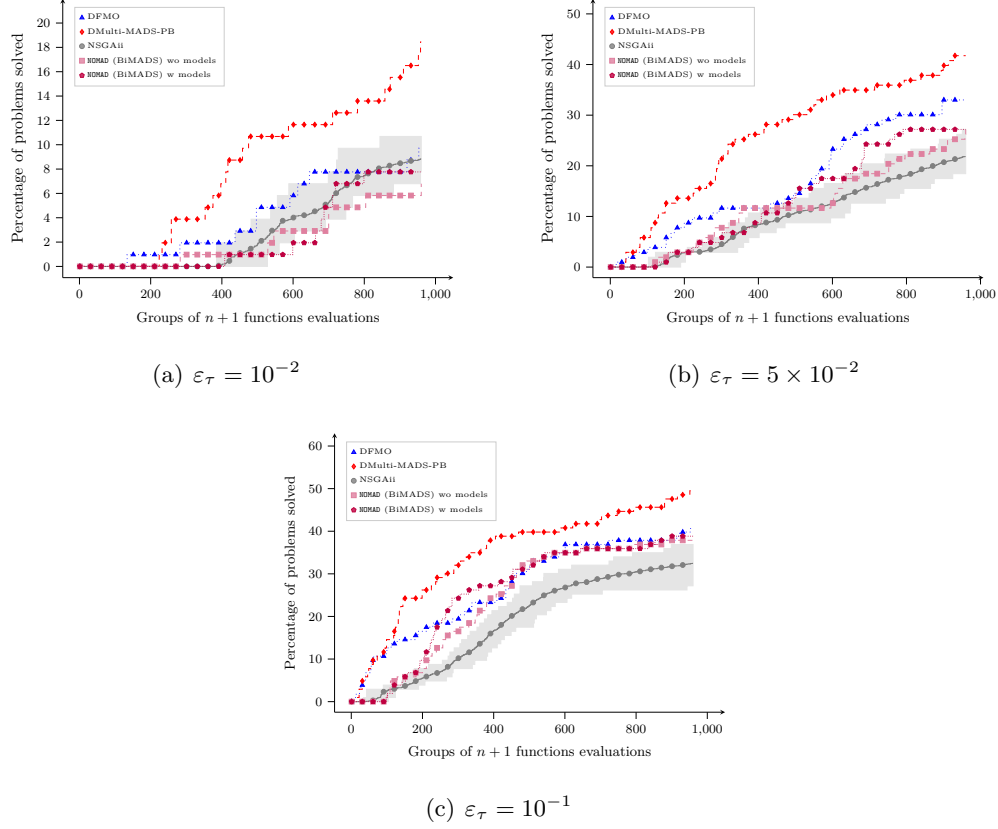 20
18
16
14
12
10
8
6
4
2
0
Percentage of problems solved
DFMO
DMulti-MADS-PB
NSGAii
NOMAD (BiMADS) wo models
NOMAD (BiMADS) w models
0 200 400 600 800 1,000
Groups of n + 1 functions evaluations
(a) ετ = 10−2
50
40
30
20
10
0
Percentage of problems solved
DFMO
DMulti-MADS-PB
NSGAii
NOMAD (BiMADS) wo models
NOMAD (BiMADS) w models
0 200 400 600 800 1,000
Groups of n + 1 functions evaluations
(b) ετ = 5 × 10−2
60
50
40
30
20
10
0
Percentage of problems solved
DFMO
DMulti-MADS-PB
NSGAii
NOMAD (BiMADS) wo models
NOMAD (BiMADS) w models
0 200 400 600 800 1,000
Groups of n + 1 functions evaluations
(c) ετ = 10−1